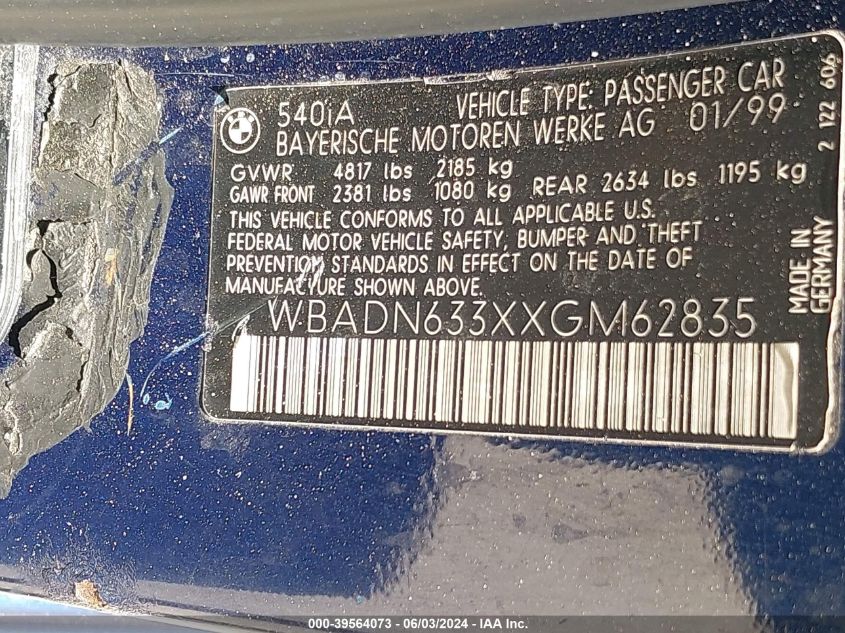 BMW
540iA VEHICLE TYPE: PASSENGER CAR
BAYERISCHE MOTOREN WERKE AG 01/99
GVWR 4817 lbs 2185 kg
GAWR FRONT 2381 lbs 1080 kg REAR 2634 lbs 1195 kg
THIS VEHICLE CONFORMS TO ALL APPLICABLE U.S.
FEDERAL MOTOR VEHICLE SAFETY, BUMPER AND THEFT
PREVENTION STANDARDS IN EFFECT ON THE DATE OF
MANUFACTURE SHOWN ABOVE.
WBADN633XXGM62835
2 122 606
MADE IN
GERMANY
000-39564073 - 06/03/2024 - IAA Inc.